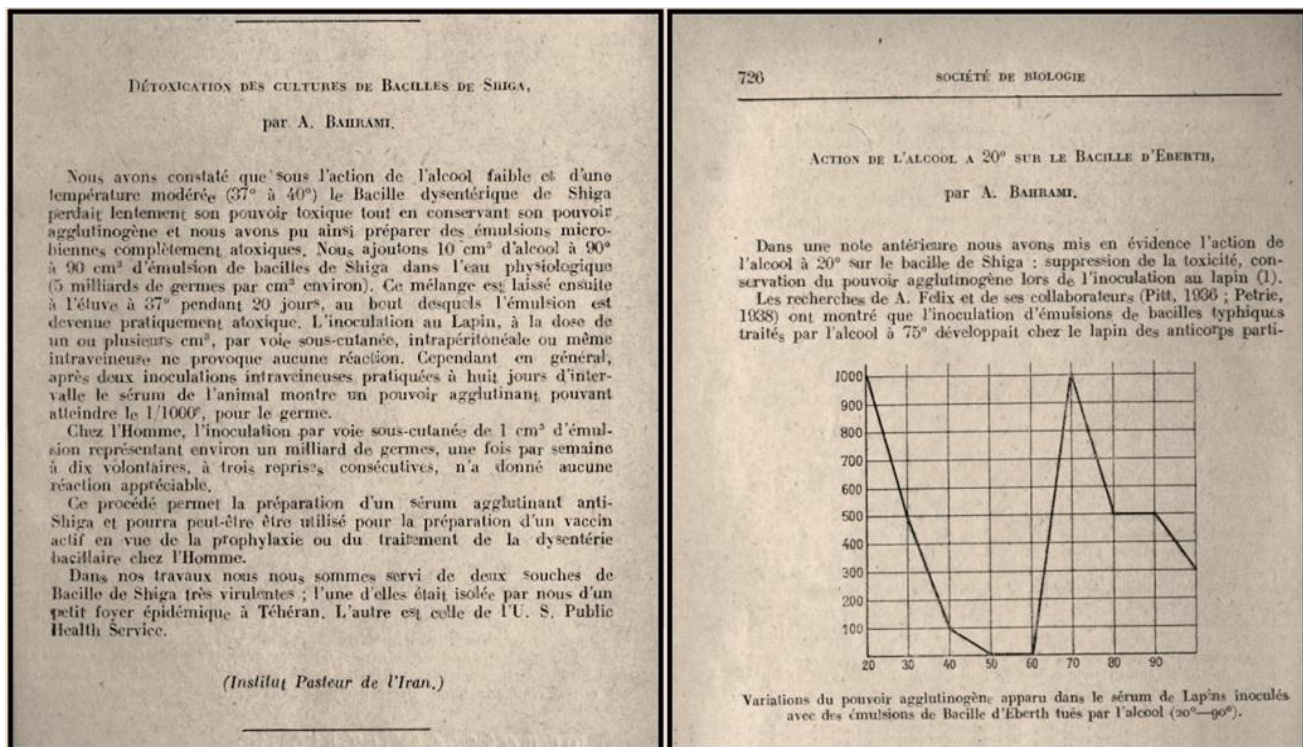 DÉTOXICATION DES CULTURES DE BACILLES DE SHIGA,
par A. BAHRAMI.
Nous avons constaté que sous l'action de l'alcool faible et d'une
température modérée (37° à 40°) le Bacille dysentérique de Shiga
perdait lentement son pouvoir toxique tout en conservant son pouvoir
agglutinogène et nous avons pu ainsi préparer des émulsions micro-
biennes complètement atoxiques. Nous ajoutons 10 cm³ d'alcool à 90°
à 90 cm³ d'émulsion de bacilles de Shiga dans l'eau physiologique
(5 milliards de germes par cm³ environ). Ce mélange est laissé ensuite
à l'étuve à 37° pendant 20 jours, au bout desquels l'émulsion est
devenue pratiquement atoxique. L'inoculation au Lapin, à la dose de
un ou plusieurs cm³, par voie sous-cutanée, intrapéritonéale ou même
intraveineuse ne provoque aucune réaction. Cependant en général,
après deux inoculations intraveineuses pratiquées à huit jours d'inter-
valle le sérum de l'animal montre un pouvoir agglutinant pouvant
atteindre le 1/1000e, pour le germe.
Chez l'Homme, l'inoculation par voie sous-cutanée de 1 cm³ d'émul-
sion représentant environ un milliard de germes, une fois par semaine
à dix volontaires, à trois reprises consécutives, n'a donné aucune
réaction appréciable.
Ce procédé permet la préparation d'un sérum agglutinant anti-
Shiga et pourra peut-être être utilisé pour la préparation d'un vaccin
actif en vue de la prophylaxie ou du traitement de la dysentérie
bacillaire chez l'Homme.
Dans nos travaux nous nous sommes servi de deux souches de
Bacille de Shiga très virulentes ; l'une d'elles était isolée par nous d'un
petit foyer épidémique à Téhéran. L'autre est celle de l'U. S. Public
Health Service.
(Institut Pasteur de l'Iran.)
726 SOCIÉTÉ DE BIOLOGIE
ACTION DE L'ALCOOL A 20° SUR LE BACILLE D'EBERTH,
par A. BAHRAMI.
Dans une note antérieure nous avons mis en évidence l'action de
l'alcool à 20° sur le bacille de Shiga : suppression de la toxicité, con-
servation du pouvoir agglutinogène lors de l'inoculation au lapin (1).
Les recherches de A. Felix et de ses collaborateurs (Pitt, 1936 ; Petric,
1938) ont montré que l'inoculation d'émulsions de bacilles typhiques
traités par l'alcool à 75° développait chez le lapin des anticorps parti-
1000
900
800
700
600
500
400
300
200
100
20 30 40 50 60 70 80 90
Variations du pouvoir agglutinogène apparu dans le sérum de Lapins inoculés
avec des émulsions de Bacille d'Eberth tués par l'alcool (20°—90°).